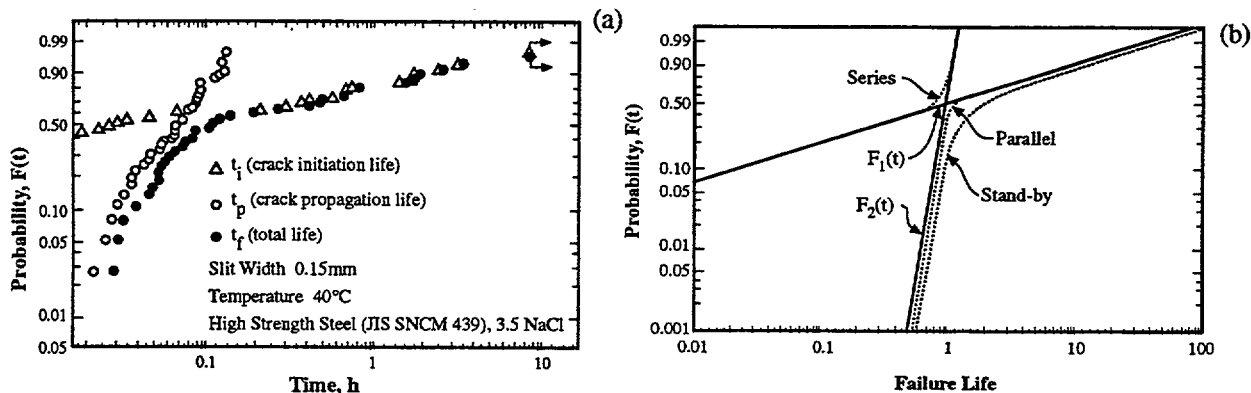 (a)
0.99
0.90
0.50
0.10
0.05
0.01
0.05
Probability, F(t)
△ t_i (crack initiation life)
○ t_p (crack propagation life)
● t_f (total life)
Slit Width 0.15mm
Temperature 40°C
High Strength Steel (JIS SNCM 439), 3.5 NaCl
0.1
1
10
Time, h
(b)
0.99
0.90
0.50
0.10
0.05
0.01
0.05
0.001
Probability, F(t)
Series
Parallel
F_1(t)
Stand-by
F_2(t)
0.01
0.1
1
10
100
Failure Life